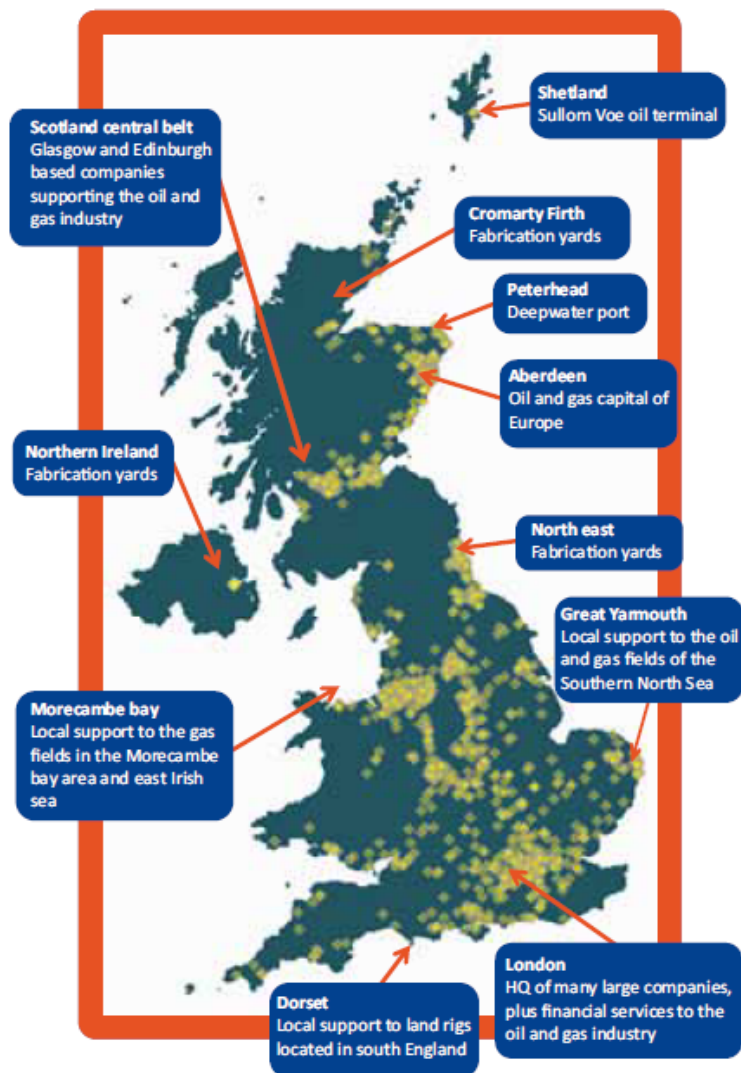 Shetland
Sullom Voe oil terminal
Scotland central belt
Glasgow and Edinburgh
based companies
supporting the oil and
gas industry
Cromarty Firth
Fabrication yards
Peterhead
Deepwater port
Aberdeen
Oil and gas capital of
Europe
Northern Ireland
Fabrication yards
North east
Fabrication yards
Great Yarmouth
Local support to the oil
and gas fields of the
Southern North Sea
Morecambe bay
Local support to the gas
fields in the Morecambe
bay area and east Irish
sea
London
HQ of many large companies,
plus financial services to the
oil and gas industry
Dorset
Local support to land rigs
located in south England